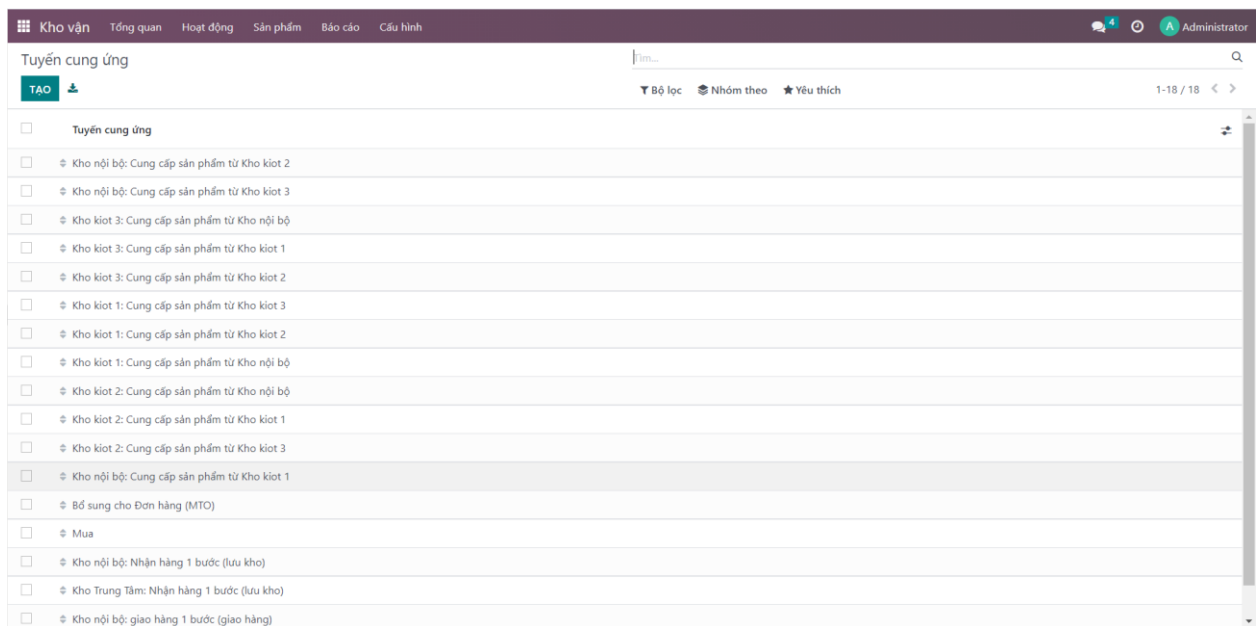 Kho vận Tổng quan Hoạt động Sản phẩm Báo cáo Cấu hình 4 A Administrator
Tuyến cung ứng Tìm...
TẠO Bộ lọc Nhóm theo Yêu thích 1-18 / 18
Tuyến cung ứng
Kho nội bộ: Cung cấp sản phẩm từ Kho kiot 2
Kho nội bộ: Cung cấp sản phẩm từ Kho kiot 3
Kho kiot 3: Cung cấp sản phẩm từ Kho nội bộ
Kho kiot 3: Cung cấp sản phẩm từ Kho kiot 1
Kho kiot 3: Cung cấp sản phẩm từ Kho kiot 2
Kho kiot 1: Cung cấp sản phẩm từ Kho kiot 3
Kho kiot 1: Cung cấp sản phẩm từ Kho kiot 2
Kho kiot 1: Cung cấp sản phẩm từ Kho nội bộ
Kho kiot 2: Cung cấp sản phẩm từ Kho nội bộ
Kho kiot 2: Cung cấp sản phẩm từ Kho kiot 1
Kho kiot 2: Cung cấp sản phẩm từ Kho kiot 3
Kho nội bộ: Cung cấp sản phẩm từ Kho kiot 1
Bổ sung cho Đơn hàng (MTO)
Mua
Kho nội bộ: Nhận hàng 1 bước (lưu kho)
Kho Trung Tâm: Nhận hàng 1 bước (lưu kho)
Kho nội bộ: giao hàng 1 bước (giao hàng)